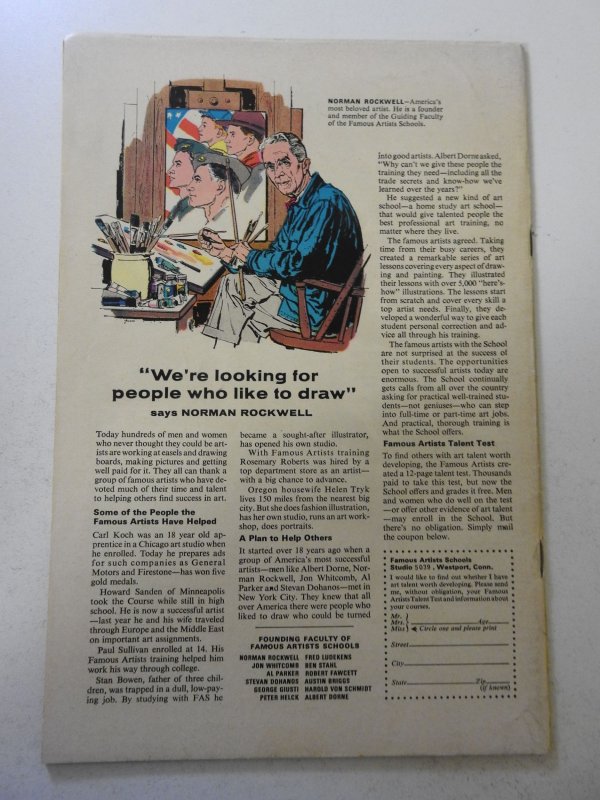 NORMAN ROCKWELL—America's
most beloved artist. He is a founder
and member of the Guiding Faculty
of the Famous Artists Schools.
"We're looking for
people who like to draw"
says NORMAN ROCKWELL
Today hundreds of men and women
who never thought they could be art-
ists are working at easels and drawing
boards, making pictures and getting
well paid for it. They all can thank a
group of famous artists who have de-
voted much of their time and talent
to helping others find success in art.
Some of the People the
Famous Artists Have Helped
Carl Koch was an 18 year old ap-
prentice in a Chicago art studio when
he enrolled. Today he prepares ads
for such companies as General
Motors and Firestone—has won five
gold medals.
Howard Sanden of Minneapolis
took the Course while still in high
school. He is now a successful artist
—last year he and his wife traveled
through Europe and the Middle East
on important art assignments.
Paul Sullivan enrolled at 14. His
Famous Artists training helped him
work his way through college.
Stan Bowen, father of three chil-
dren, was trapped in a dull, low-pay-
ing job. By studying with FAS he
became a sought-after illustrator,
has opened his own studio.
With Famous Artists training
Rosemary Roberts was hired by a
top department store as an artist—
with a big chance to advance.
Oregon housewife Helen Tryk
lives 150 miles from the nearest big
city. But she does fashion illustration,
has her own studio, runs an art work-
shop, does portraits.
A Plan to Help Others
It started over 18 years ago when a
group of America's most successful
artists—men like Albert Dorne, Nor-
man Rockwell, Jon Whitcomb, Al
Parker and Stevan Dohanos—met in
New York City. They knew that all
over America there were people who
liked to draw who could be turned
FOUNDING FACULTY OF
FAMOUS ARTISTS SCHOOLS
NORMAN ROCKWELL FRED LUDEKENS
JON WHITCOMB BEN STAHL
AL PARKER ROBERT FAWCETT
STEVAN DOHANOS AUSTIN BRIGGS
GEORGE GIUSTI HAROLD VON SCHMIDT
PETER HELCK ALBERT DORNE
into good artists. Albert Dorne asked,
"Why can't we give these people the
training they need—including all the
trade secrets and know-how we've
learned over the years?"
He suggested a new kind of art
school—a home study art school—
that would give talented people the
best professional art training, no
matter where they live.
The famous artists agreed. Taking
time from their busy careers, they
created a remarkable series of art
lessons covering every aspect of draw-
ing and painting. They illustrated
their lessons with over 5,000 "here's-
how" illustrations. The lessons start
from scratch and cover every skill a
top artist needs. Finally, they de-
veloped a wonderful way to give each
student personal correction and ad-
vice all through his training.
The famous artists with the School
are not surprised at the success of
their students. The opportunities
open to successful artists today are
enormous. The School continually
gets calls from all over the country
asking for practical well-trained stu-
dents—not geniuses—who can step
into full-time or part-time art jobs.
And practical, thorough training is
what the School offers.
Famous Artists Talent Test
To find others with art talent worth
developing, the Famous Artists cre-
ated a 12-page talent test. Thousands
paid to take this test, but now the
School offers and grades it free. Men
and women who do well on the test
—or offer other evidence of art talent
—may enroll in the School. But
there's no obligation. Simply mail
the coupon below.
Famous Artists Schools
Studio 5039, Westport, Conn.
I would like to find out whether I have
art talent worth developing. Please send
me, without obligation, your Famous
Artists Talent Test and information about
your courses.
Mr.
Mrs. Age
Miss Circle one and please print
Street
City
State Zip
(if known)